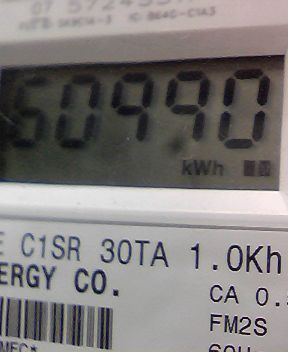 50990
kWh
E C1SR 30TA 1.0Kh
ERGY CO.
CA 0.
FM2S